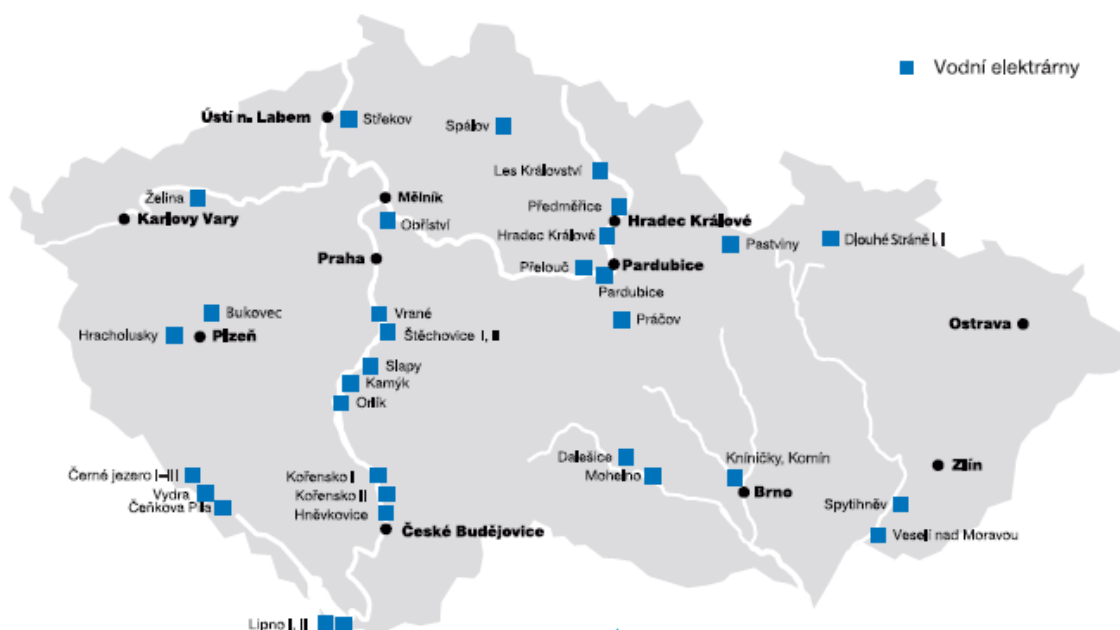 Vodní elektrárny
Ústí n. Labem
Střekov
Spálov
Les Království
Želina
Mělník
Předměřice
Karlovy Vary
Obříství
Hradec Králové
Hradec Králové
Pastviny
Dlouhé Stráně I, II
Praha
Přelouč
Pardubice
Pardubice
Bukovec
Vrané
Práčov
Ostrava
Hracholusky
Plzeň
Štěchovice I, II
Slapy
Kamýk
Orlík
Dalešice
Kníničky, Komín
Zlín
Černé jezero I-III
Kořensko I
Mohelno
Vydra
Kořensko II
Brno
Čeňkova Pila
Hněvkovice
Spytihněv
České Budějovice
Veselí nad Moravou
Lipno I, II